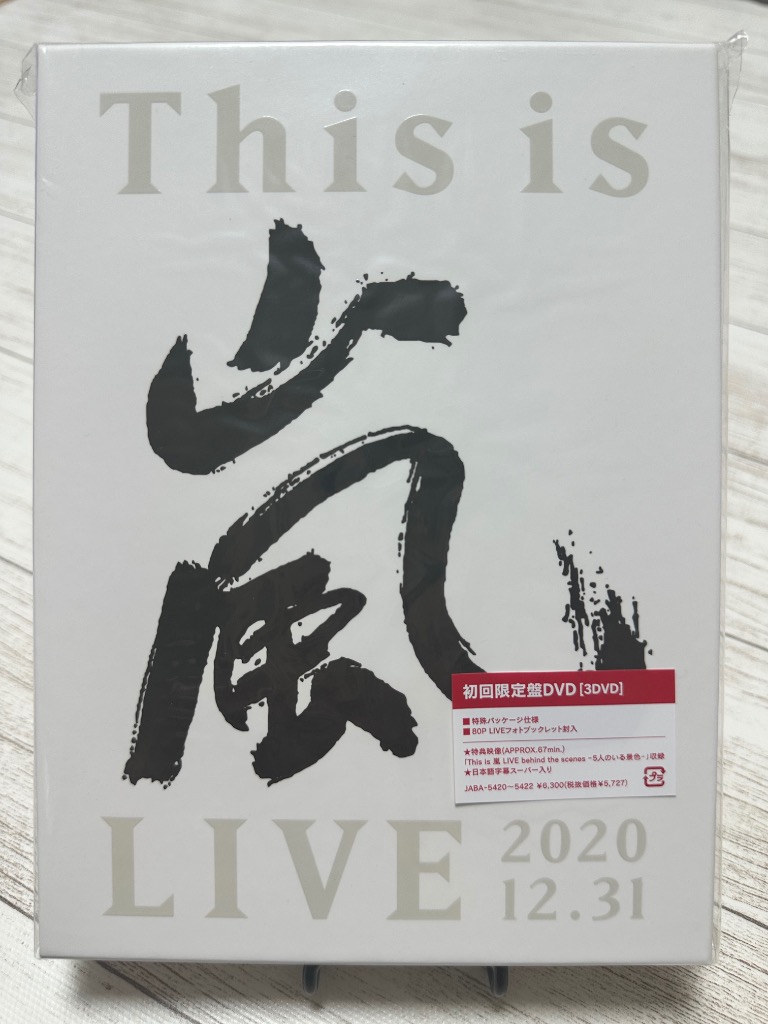 This is
嵐
初回限定盤DVD [3DVD]
■特殊パッケージ仕様
■80P LIVEフォトブックレット封入
★特典映像(APPROX.67min.)
「This is 嵐 LIVE behind the scenes -5人のいる景色-」収録
★日本語字幕スーパー入り
JABA-5420~5422 ¥6,300(税抜価格¥5,727)
プラ
LIVE 2020
12.31